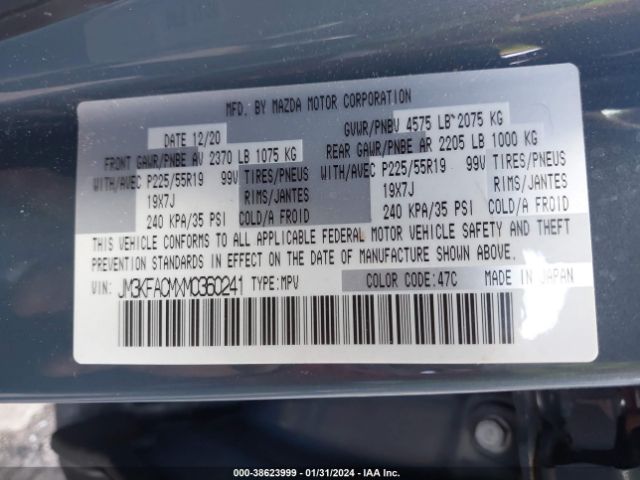 MFD. BY MAZDA MOTOR CORPORATION
DATE 12/20 GVWR/PNBV 4575 LB 2075 KG
FRONT GAWR/PNBE AV 2370 LB 1075 KG REAR GAWR/PNBE AR 2205 LB 1000 KG
WITH/AVEC P225/55R19 99V TIRES/PNEUS WITH/AVEC P225/55R19 99V TIRES/PNEUS
19X7J RIMS/JANTES 19X7J RIMS/JANTES
240 KPA/35 PSI COLD/A FROID 240 KPA/35 PSI COLD/A FROID
THIS VEHICLE CONFORMS TO ALL APPLICABLE FEDERAL MOTOR VEHICLE SAFETY AND THEFT
PREVENTION STANDARDS IN EFFECT ON THE DATE OF MANUFACTURE SHOWN ABOVE.
VIN: JM3KFACMXM0360241 TYPE:MPV COLOR CODE:47C MADE IN JAPAN
000-38623999 - 01/31/2024 - IAA Inc.